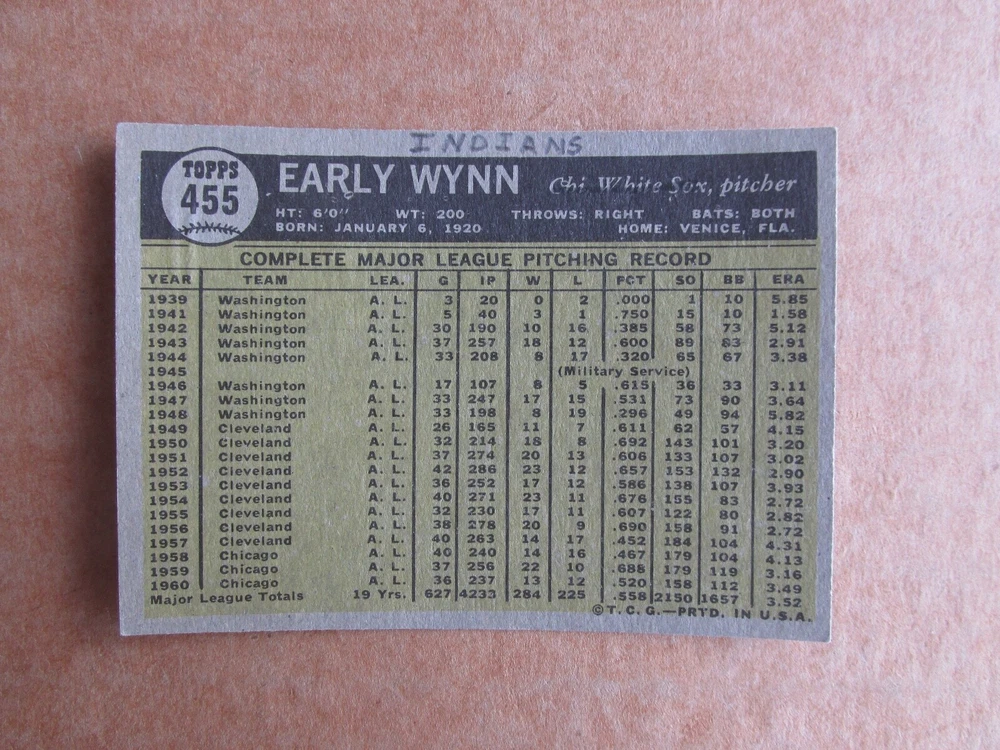 INDIANS
TOPPS
455
EARLY WYNN Chi. White Sox, pitcher
HT: 6'0" WT: 200 THROWS: RIGHT BATS: BOTH
BORN: JANUARY 6, 1920 HOME: VENICE, FLA.
COMPLETE MAJOR LEAGUE PITCHING RECORD
YEAR TEAM LEA. G IP W L PCT SO BB ERA
1939 Washington A. L. 3 20 0 2 .000 1 10 5.85
1941 Washington A. L. 5 40 3 1 .750 15 10 1.58
1942 Washington A. L. 30 190 10 16 .385 58 73 5.12
1943 Washington A. L. 37 257 18 12 .600 89 83 2.91
1944 Washington A. L. 33 208 8 17 .320 65 67 3.38
1945 (Military Service)
1946 Washington A. L. 17 107 8 5 .615 36 33 3.11
1947 Washington A. L. 33 247 17 15 .531 73 90 3.64
1948 Washington A. L. 33 198 8 19 .296 49 94 5.82
1949 Cleveland A. L. 26 165 11 7 .611 62 57 4.15
1950 Cleveland A. L. 32 214 18 8 .692 143 101 3.20
1951 Cleveland A. L. 37 274 20 13 .606 133 107 3.02
1952 Cleveland A. L. 42 286 23 12 .657 153 132 2.90
1953 Cleveland A. L. 36 252 17 12 .586 138 107 3.93
1954 Cleveland A. L. 40 271 23 11 .676 155 83 2.72
1955 Cleveland A. L. 32 230 17 11 .607 122 80 2.82
1956 Cleveland A. L. 38 278 20 9 .690 158 91 2.72
1957 Cleveland A. L. 40 263 14 17 .452 184 104 4.31
1958 Chicago A. L. 40 240 14 16 .467 179 104 4.13
1959 Chicago A. L. 37 256 22 10 .688 179 119 3.16
1960 Chicago A. L. 36 237 13 12 .520 158 112 3.49
Major League Totals 19 Yrs. 627 4233 284 225 .558 2150 1657 3.52
©T. C. G.—PRT'D. IN U.S.A.